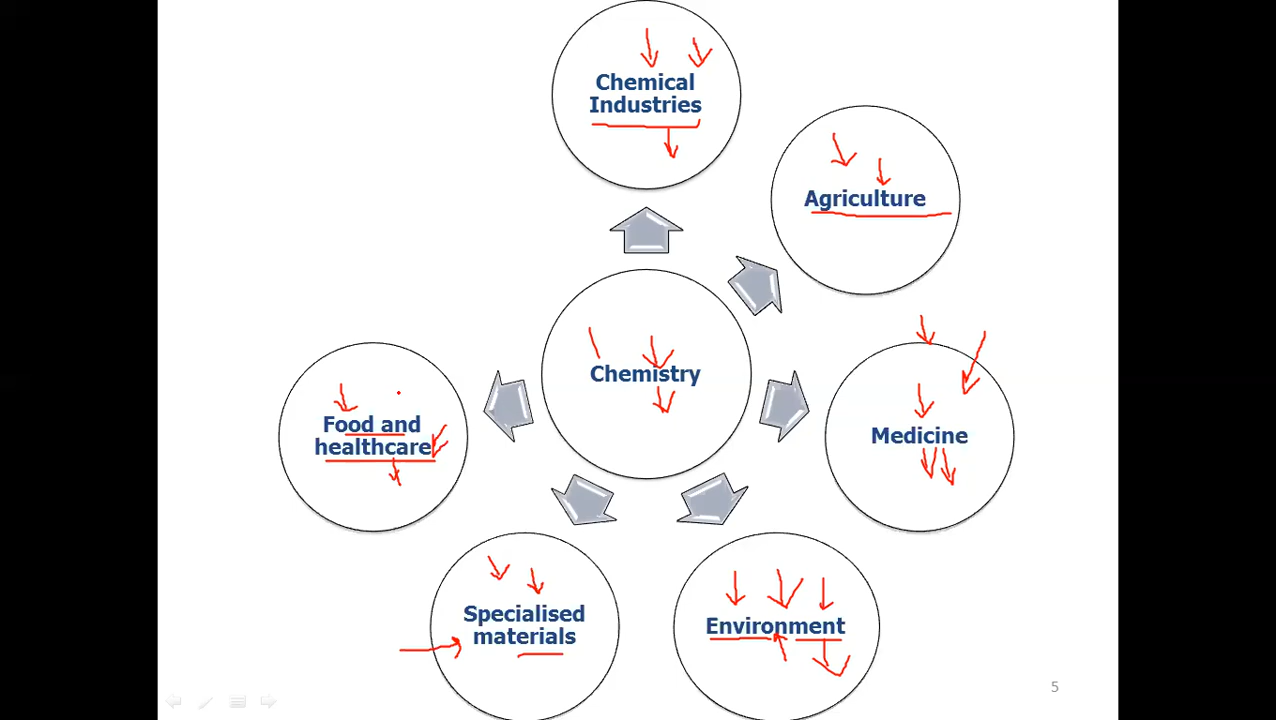 Chemical
Industries
Agriculture
Chemistry
Food and
healthcare
Medicine
Specialised
materials
Environment
5